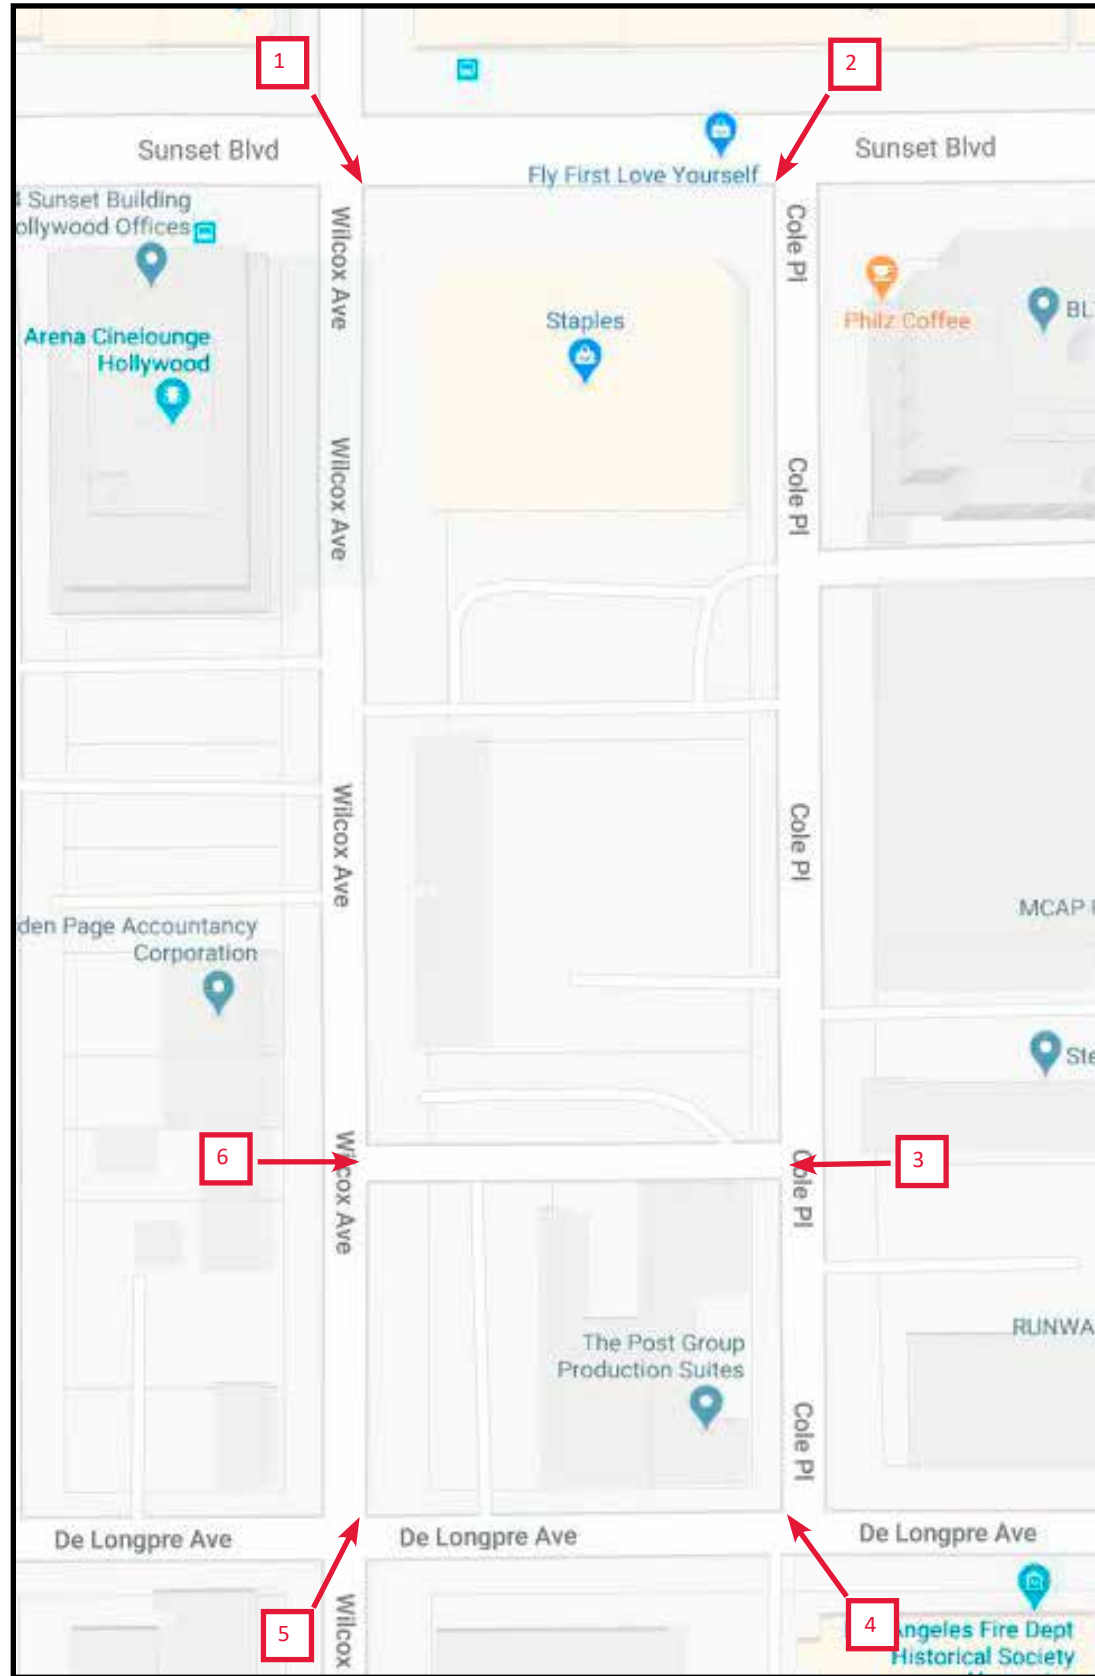 1
2
Sunset Blvd
Sunset Blvd
Fly First Love Yourself
Sunset Building
ollywood Offices
Wilcox Ave
Cole Pl
Staples
Philz Coffee
BL
Arena Cinelounge
Hollywood
Wilcox Ave
Cole Pl
Wilcox Ave
Cole Pl
MCAP
den Page Accountancy
Corporation
Ste
6
Wilcox Ave
3
Cole Pl
RUNWA
The Post Group
Production Suites
Cole Pl
De Longpre Ave
De Longpre Ave
De Longpre Ave
5
Wilcox
4
Angeles Fire Dept
Historical Society